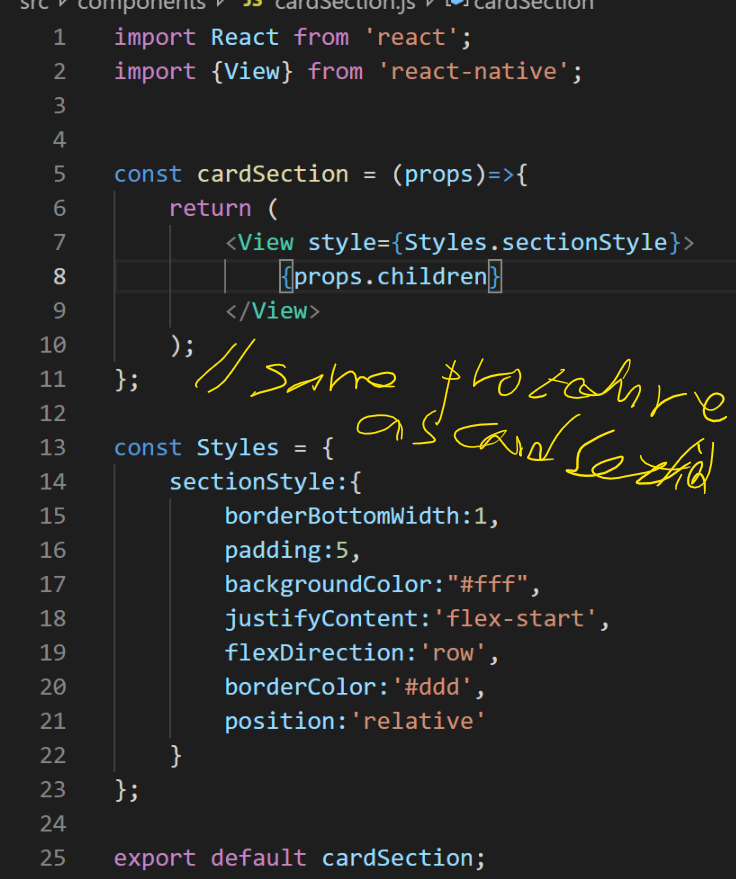 src > components > JS cardSection.js > cardSection
1 import React from 'react';
2 import {View} from 'react-native';
3
4
5 const cardSection = (props)=>{
6 return (
7 <View style={Styles.sectionStyle}>
8 {props.children}
9 </View>
10 );
11 };
// same
as card
12
13 const Styles = {
14 sectionStyle:{
15 borderBottomWidth:1,
16 padding:5,
17 backgroundColor:"#fff",
18 justifyContent:'flex-start',
19 flexDirection:'row',
20 borderColor:'#ddd',
21 position:'relative'
22 }
23 };
24
25 export default cardSection;